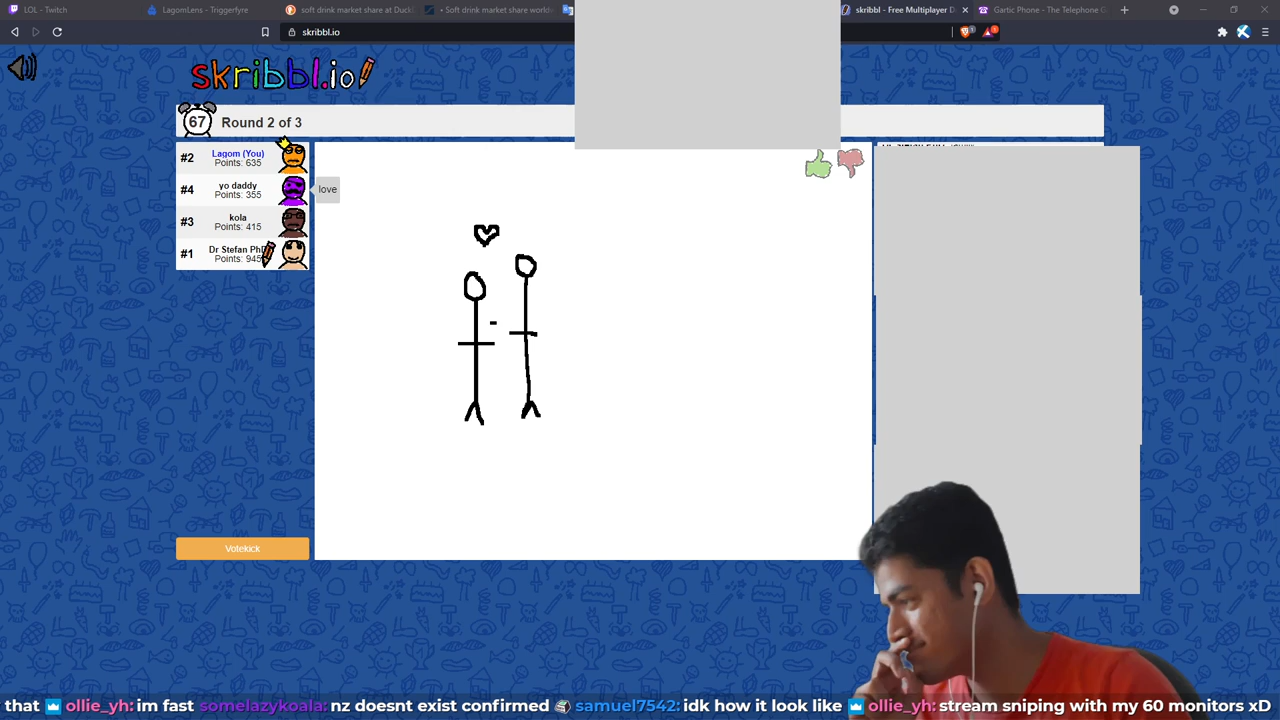 LOL - Twitch
LagomLens - Triggerfyre
soft drink market share at Duck
• Soft drink market share world
skribbl - Free Multiplayer D
Gartic Phone - The Telephone G
skribbl.io
skribbl.io
67
Round 2 of 3
#2
Lagom (You)
Points: 635
#4
yo daddy
Points: 355
love
#3
kola
Points: 415
#1
Dr Stefan PhD
Points: 945
Votekick
that ollie_yh: im fast somelazykoala: nz doesnt exist confirmed samuel7542: idk how it look like ollie_yh: stream sniping with my 60 monitors xD